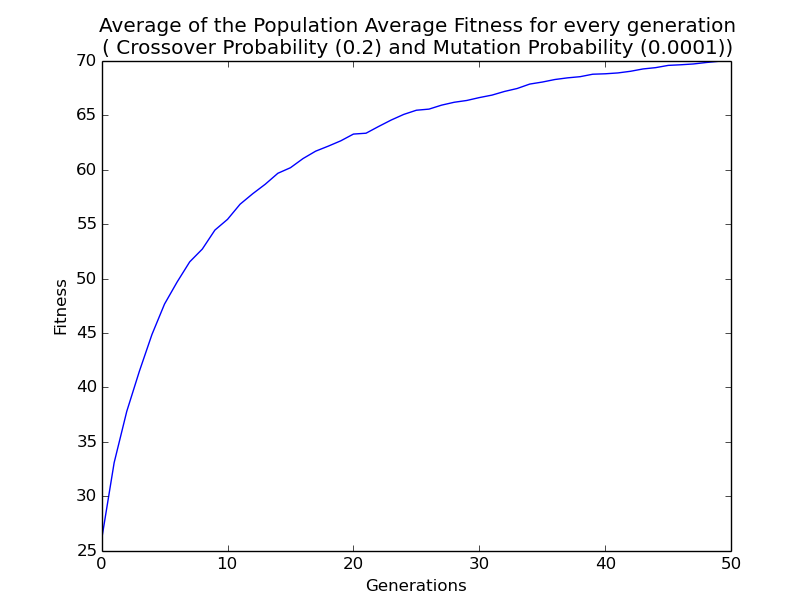 Average of the Population Average Fitness for every generation
( Crossover Probability (0.2) and Mutation Probability (0.0001))
70
65
60
55
50
45
40
35
30
25
Fitness
0 10 20 30 40 50
Generations